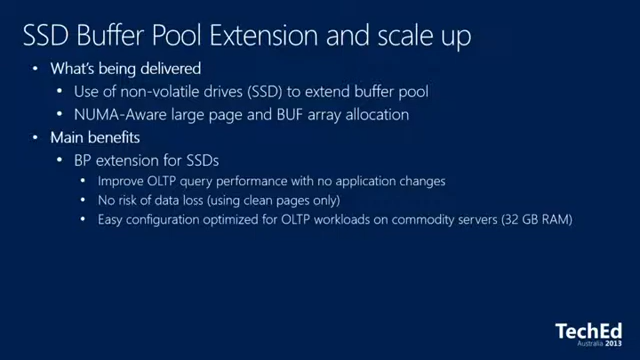 SSD Buffer Pool Extension and scale up
• What's being delivered
• Use of non-volatile drives (SSD) to extend buffer pool
• NUMA-Aware large page and BUF array allocation
• Main benefits
• BP extension for SSDs
• Improve OLTP query performance with no application changes
• No risk of data loss (using clean pages only)
• Easy configuration optimized for OLTP workloads on commodity servers (32 GB RAM)
TechEd
Australia 2013